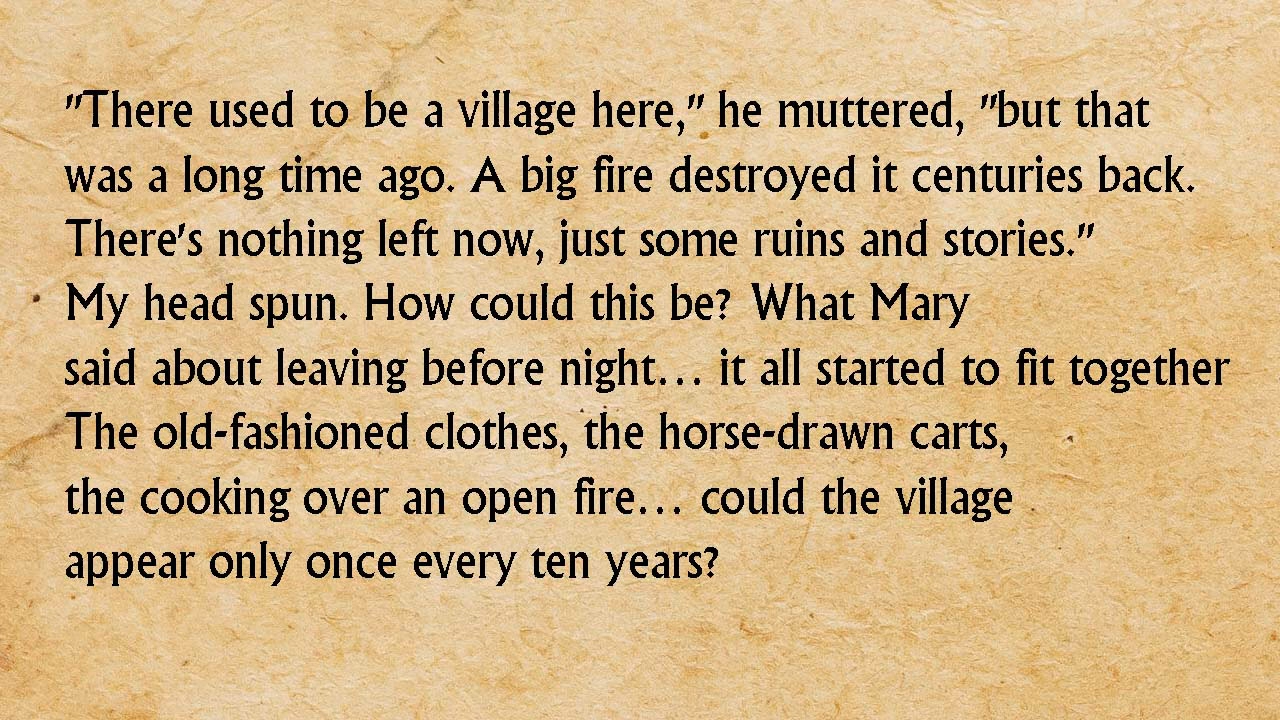 "There used to be a village here," he muttered, "but that
was a long time ago. A big fire destroyed it centuries back.
There's nothing left now, just some ruins and stories."
My head spun. How could this be? What Mary
said about leaving before night… it all started to fit together
The old-fashioned clothes, the horse-drawn carts,
the cooking over an open fire… could the village
appear only once every ten years?